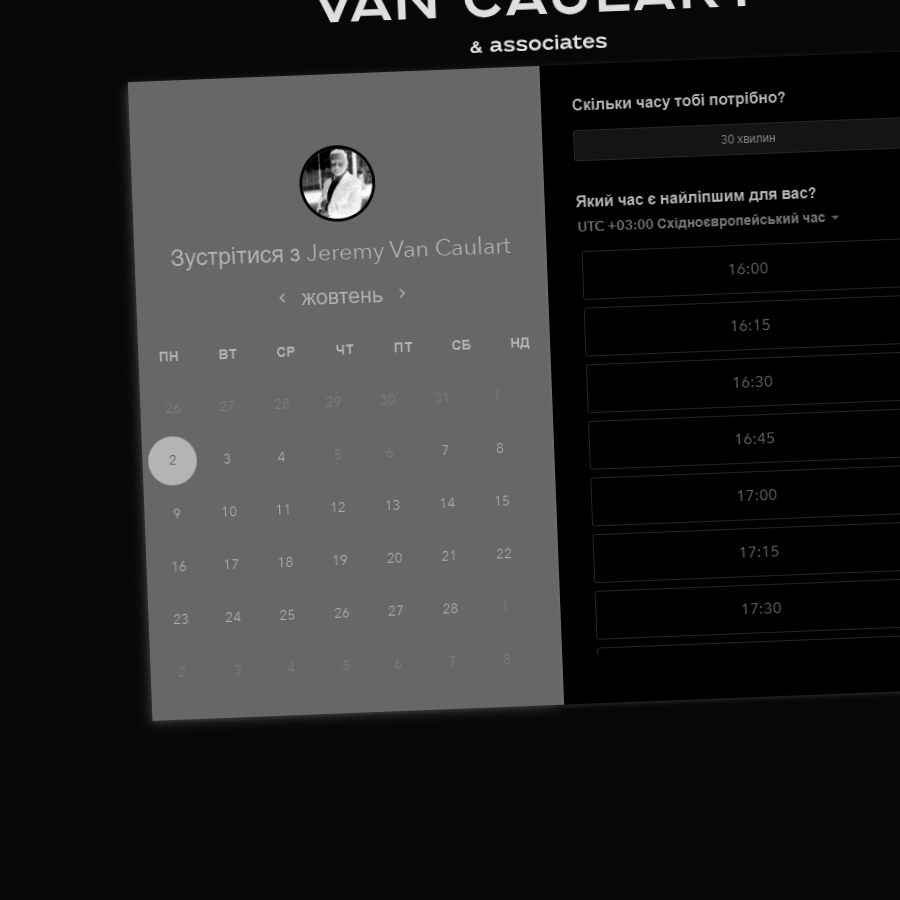 VAN CAULART
& associates
Зустрітися з Jeremy Van Caulart
жовтень
ПН ВТ СР ЧТ ПТ СБ НД
26 27 28 29 30 31 1
2 3 4 5 6 7 8
9 10 11 12 13 14 15
16 17 18 19 20 21 22
23 24 25 26 27 28 1
2 3 4 5 6 7 8
Скільки часу тобі потрібно?
30 хвилин
Який час є найліпшим для вас?
UTC +03:00 Східноєвропейський час
16:00
16:15
16:30
16:45
17:00
17:15
17:30